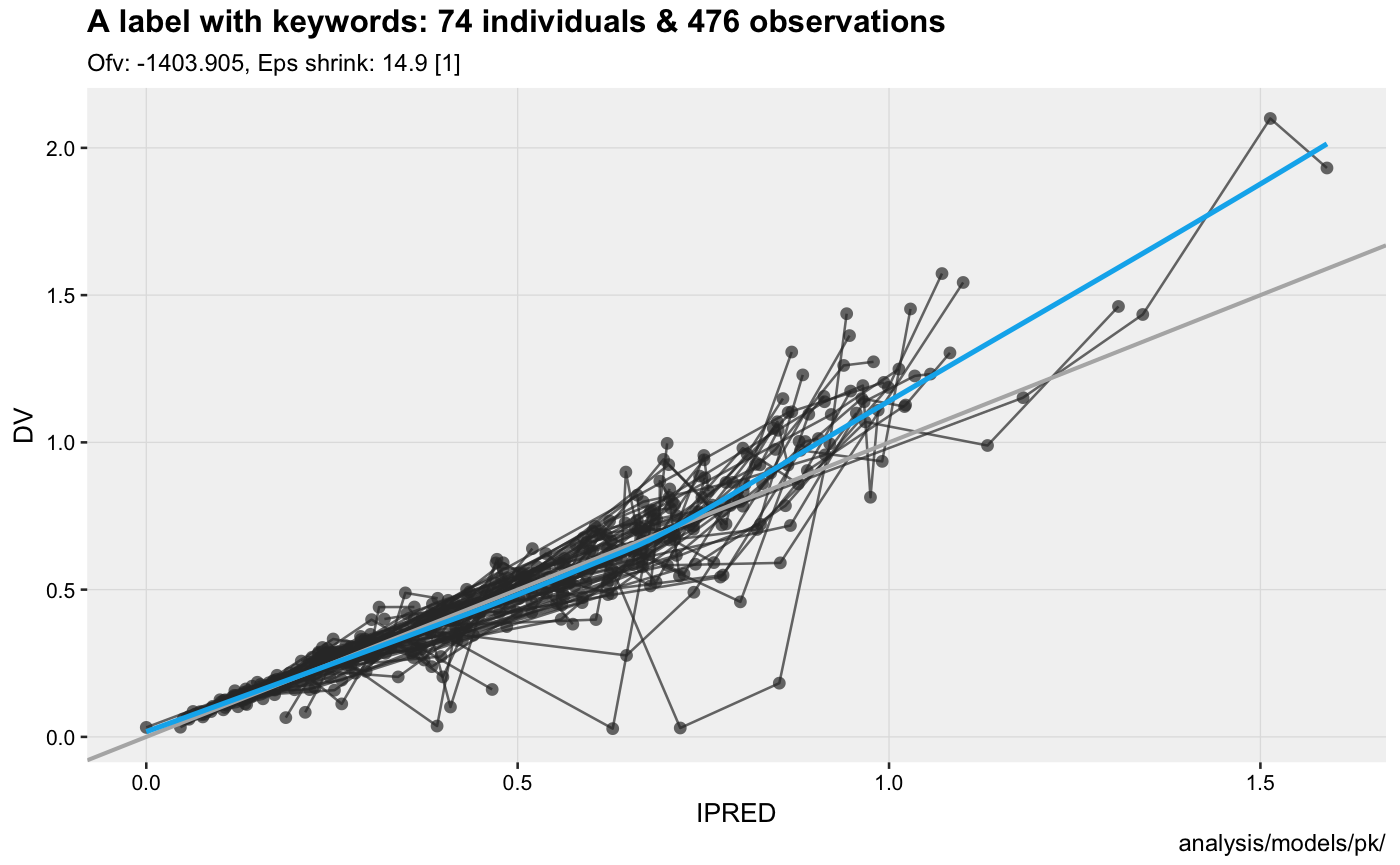 A label with keywords: 74 individuals & 476 observations
Ofv: -1403.905, Eps shrink: 14.9 [1]
2.0
1.5
1.0
0.5
0.0
DV
0.0 0.5 1.0 1.5
IPRED
analysis/models/pk/